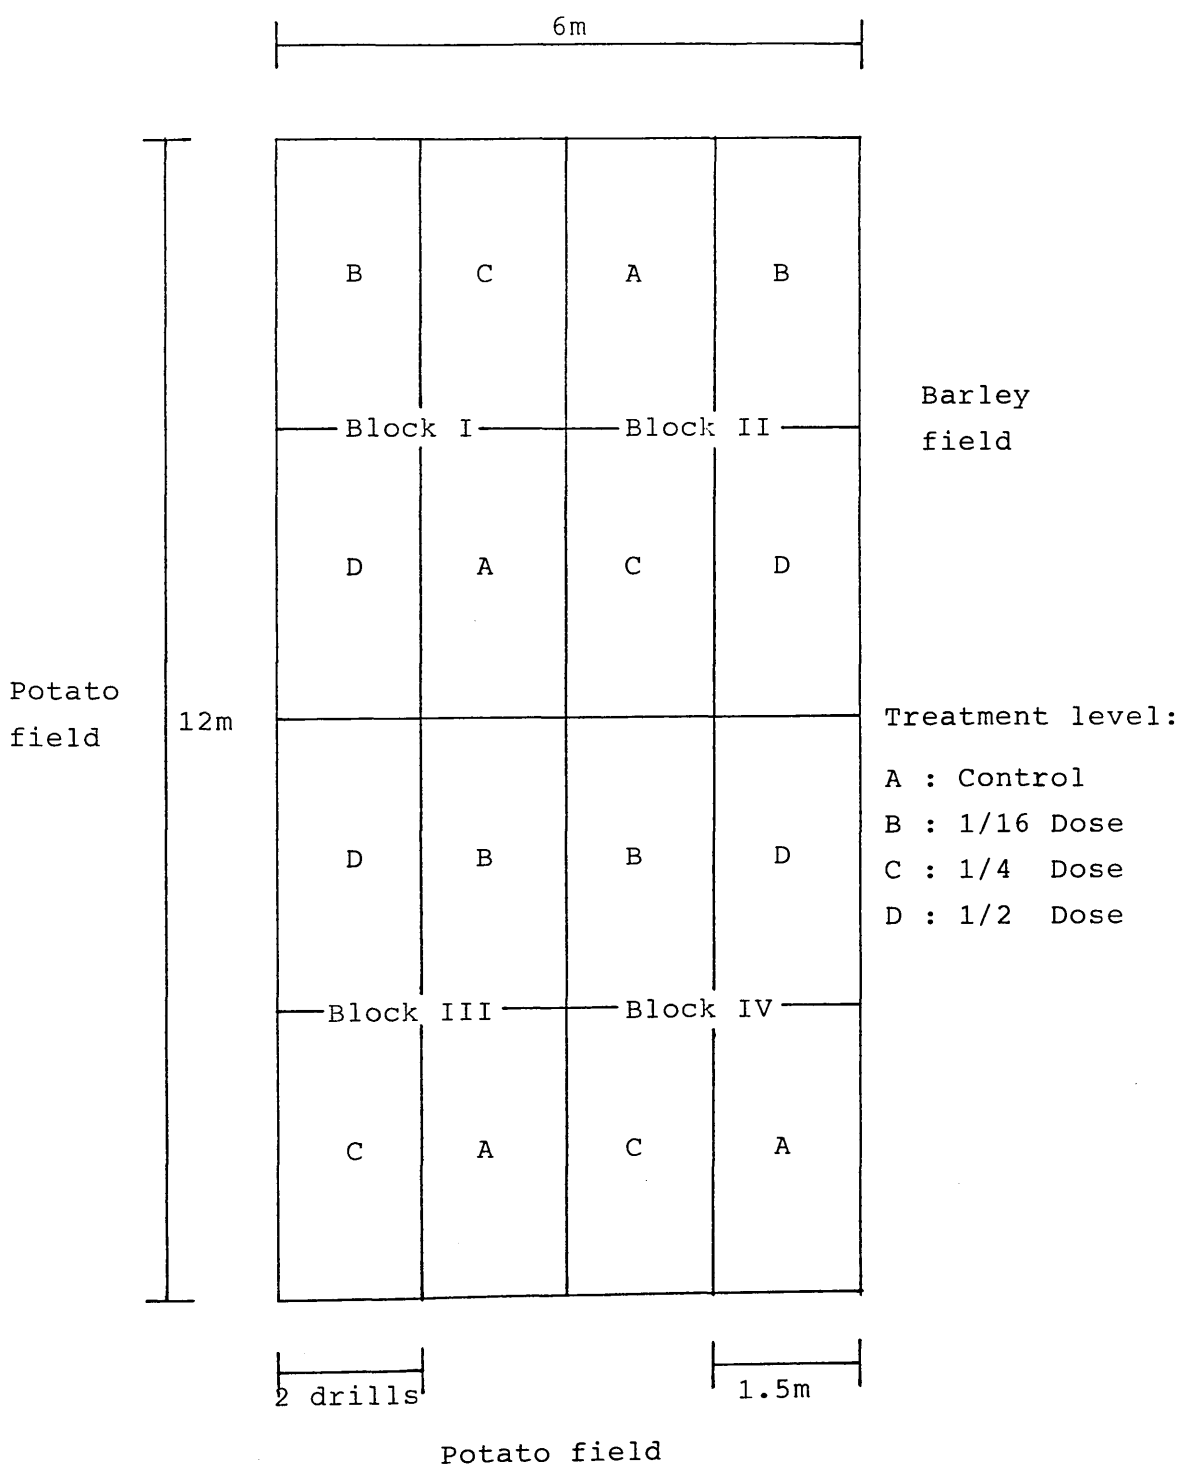 6m
B C A B
Barley
field
Block I Block II
D A C D
Potato
field
12m
Treatment level:
A : Control
B : 1/16 Dose
C : 1/4 Dose
D : 1/2 Dose
D B B D
Block III Block IV
C A C A
2 drills
1.5m
Potato field